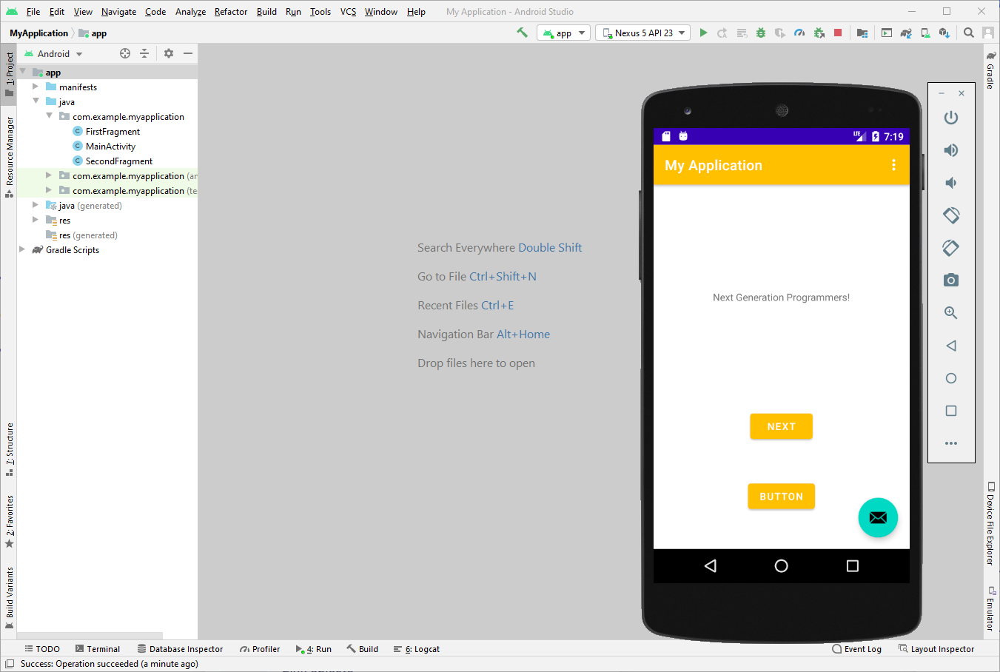 File Edit View Navigate Code Analyze Refactor Build Run Tools VCS Window Help My Application - Android Studio
MyApplication app
app Nexus 5 API 23
1: Project
Resource Manager
7: Structure
2: Favorites
Build Variants
Android
app
manifests
java
com.example.myapplication
C FirstFragment
C MainActivity
C SecondFragment
com.example.myapplication (an
com.example.myapplication (te
java (generated)
res
res (generated)
Gradle Scripts
Search Everywhere Double Shift
Go to File Ctrl+Shift+N
Recent Files Ctrl+E
Navigation Bar Alt+Home
Drop files here to open
LTE 7:19
My Application
Next Generation Programmers!
NEXT
BUTTON
Gradle
Device File Explorer
Emulator
TODO Terminal Database Inspector Profiler 4: Run Build 6: Logcat Event Log Layout Inspector
Success: Operation succeeded (a minute ago)